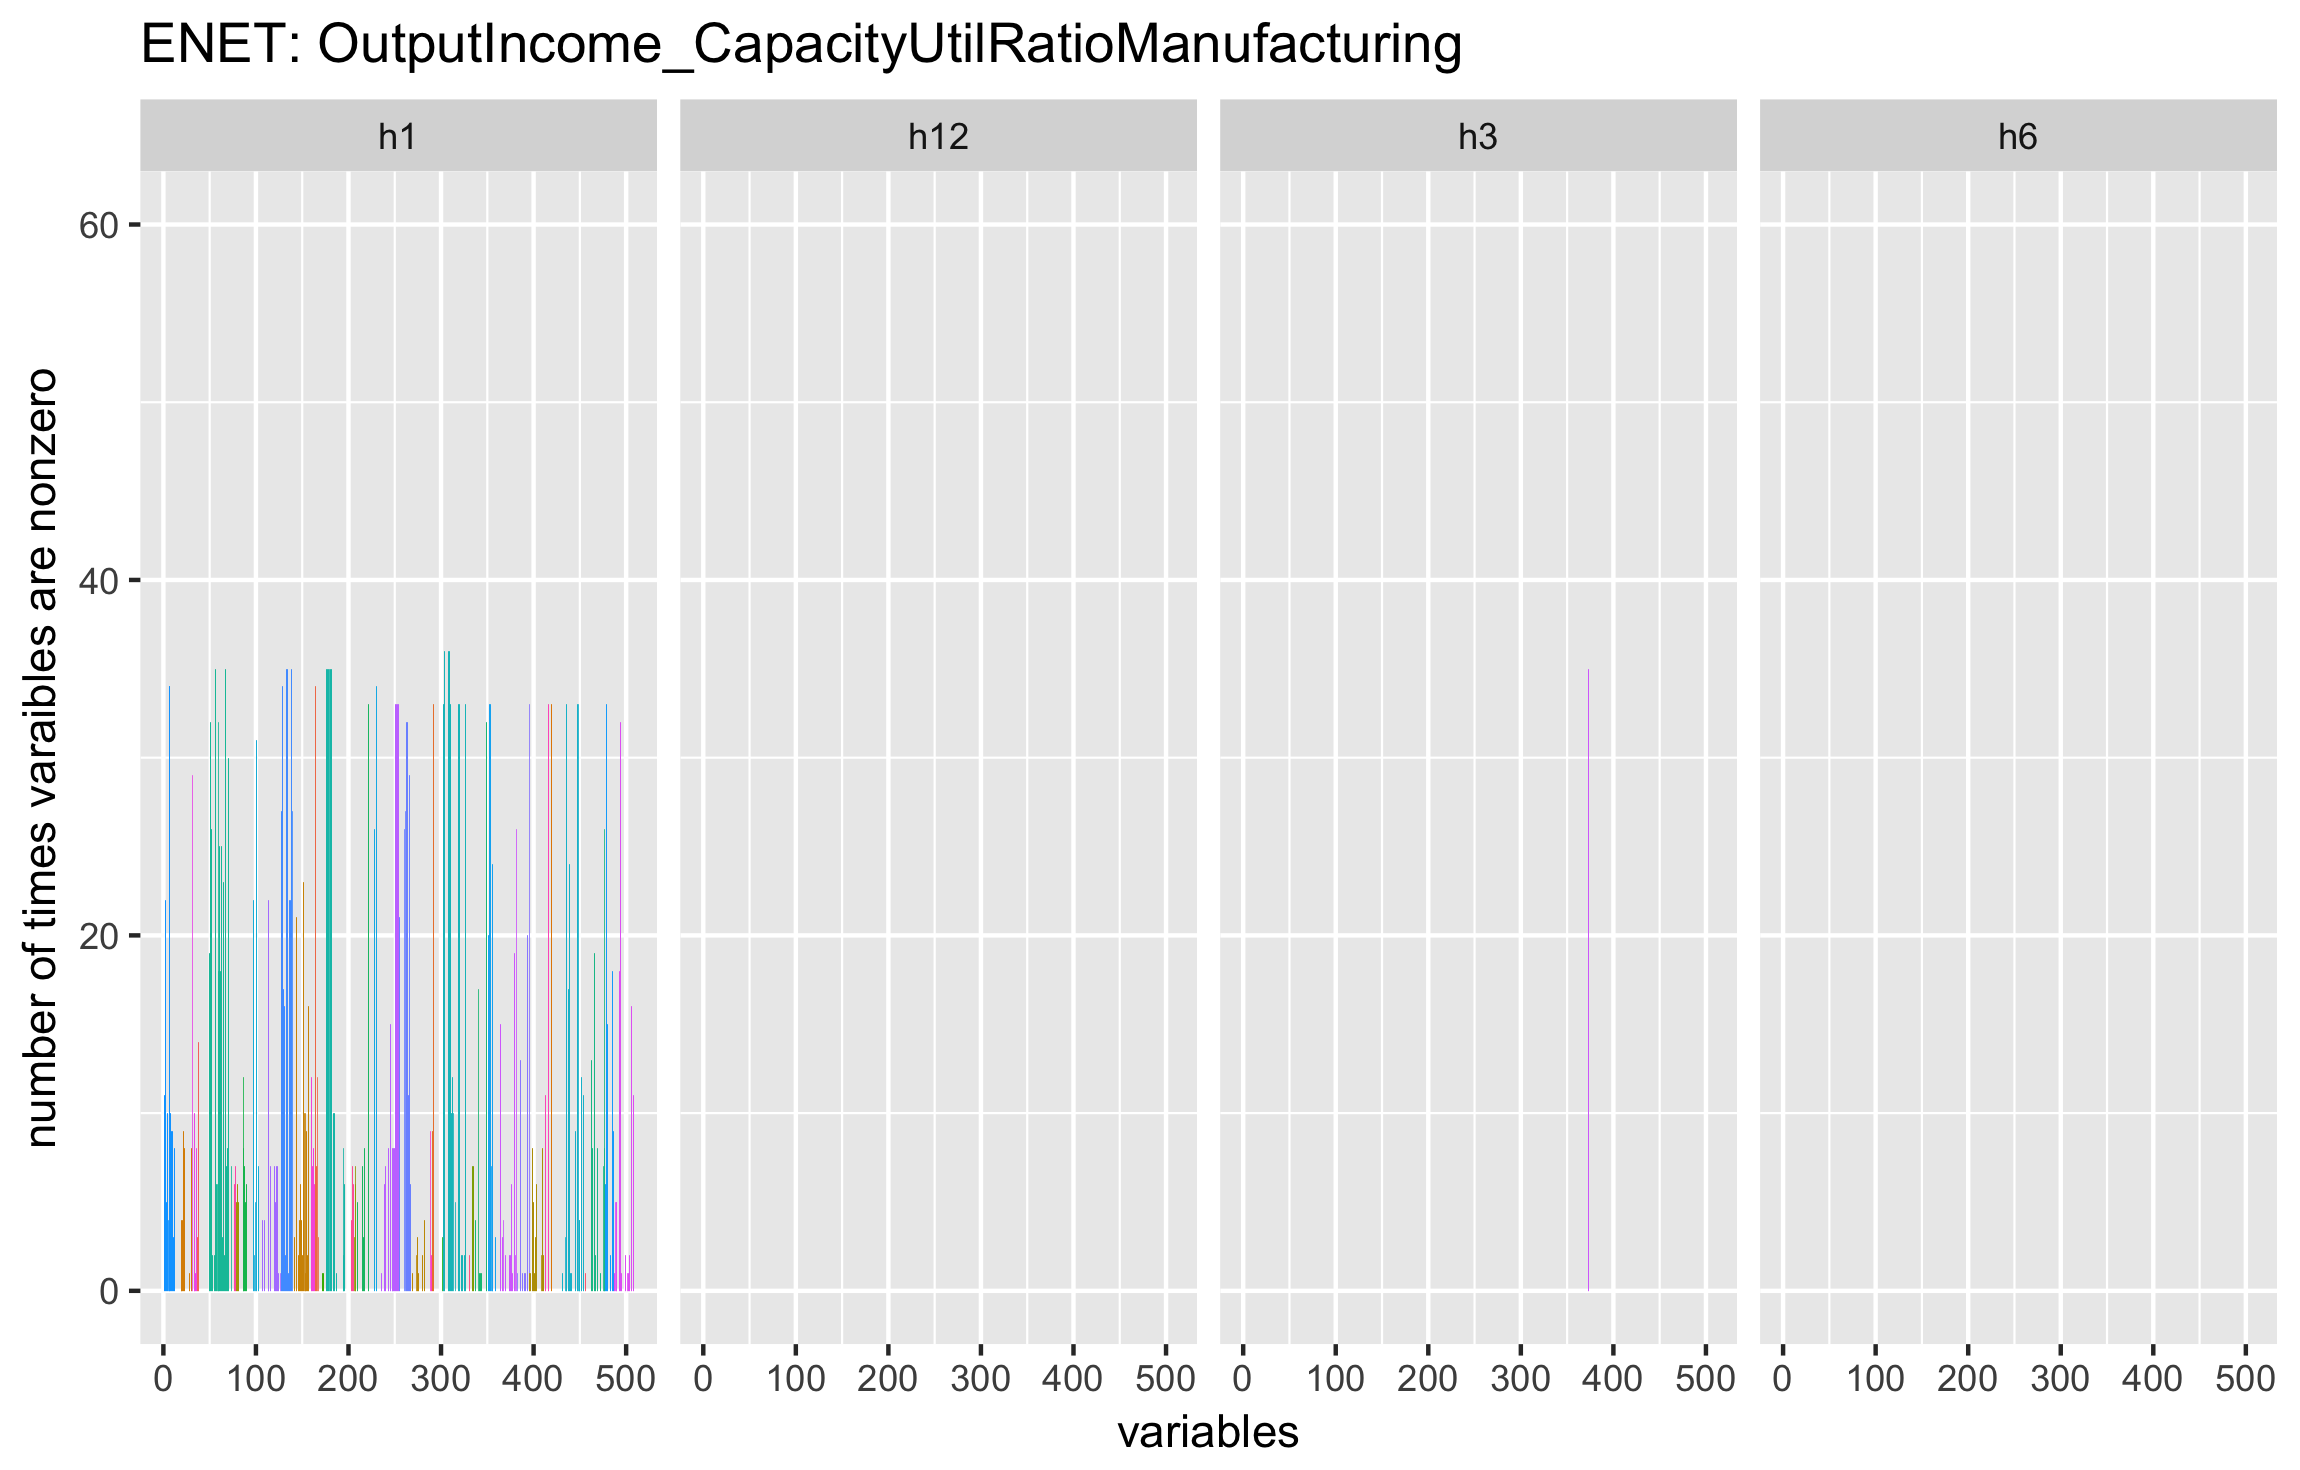 ENET: OutputIncome_CapacityUtilRatioManufacturing
h1 h12 h3 h6
number of times varaibles are nonzero
60
40
20
0
0 100 200 300 400 500 0 100 200 300 400 500 0 100 200 300 400 500 0 100 200 300 400 500
variables